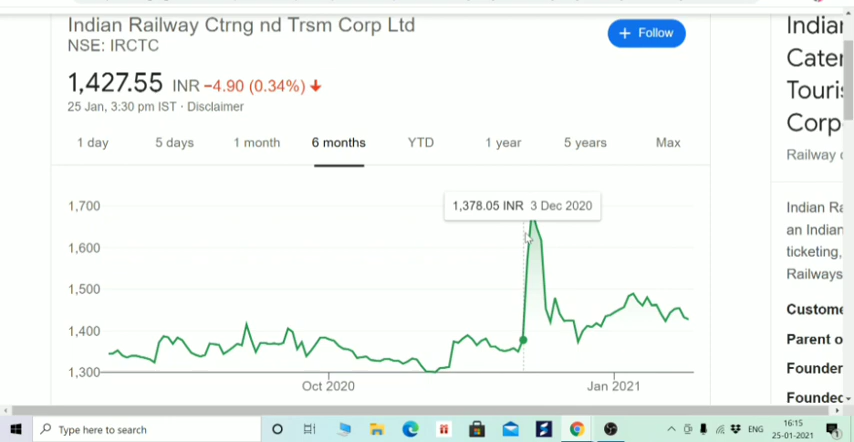 Indian Railway Ctrng nd Trsm Corp Ltd
NSE: IRCTC
+ Follow
1,427.55 INR −4.90 (0.34%)
25 Jan, 3:30 pm IST · Disclaimer
1 day 5 days 1 month 6 months YTD 1 year 5 years Max
1,378.05 INR 3 Dec 2020
1,700
1,600
1,500
1,400
1,300
Oct 2020 Jan 2021
Indian
Cater
Touris
Corp
Railway
Indian Ra
an Indian
ticketing,
Railways
Custome
Parent o
Founder
Founded
Type here to search
ENG
16:15
25-01-2021
1